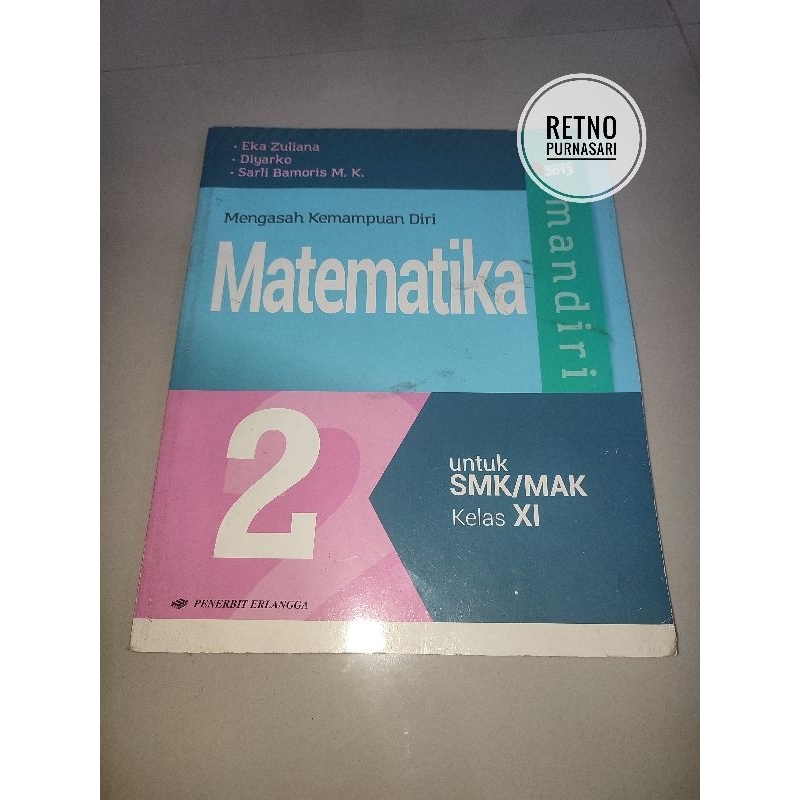 RETNO
PURNASARI
• Eka Zuliana
• Diyarko
• Sarli Bamoris M. K.
2013
mandiri
Mengasah Kemampuan Diri
Matematika
2
untuk
SMK/MAK
Kelas XI
PENERBIT ERLANGGA